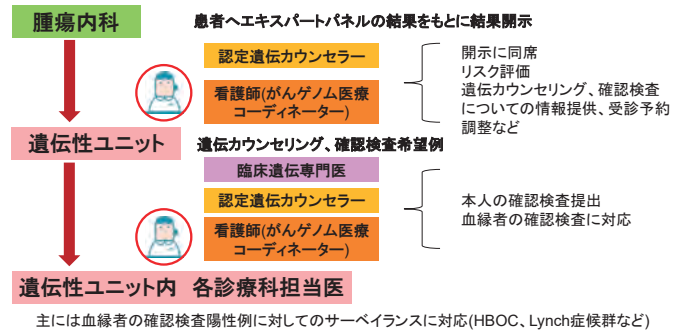 腫瘍内科
患者へエキスパートパネルの結果をもとに結果開示
認定遺伝カウンセラー
看護師(がんゲノム医療
コーディネーター)
開示に同席
リスク評価
遺伝カウンセリング、確認検査
についての情報提供、受診予約
調整など
遺伝性ユニット
遺伝カウンセリング、確認検査希望例
臨床遺伝専門医
認定遺伝カウンセラー
看護師(がんゲノム医療
コーディネーター)
本人の確認検査提出
血縁者の確認検査に対応
遺伝性ユニット内 各診療科担当医
主には血縁者の確認検査陽性例に対してのサーベイランスに対応(HBOC、Lynch症候群など)